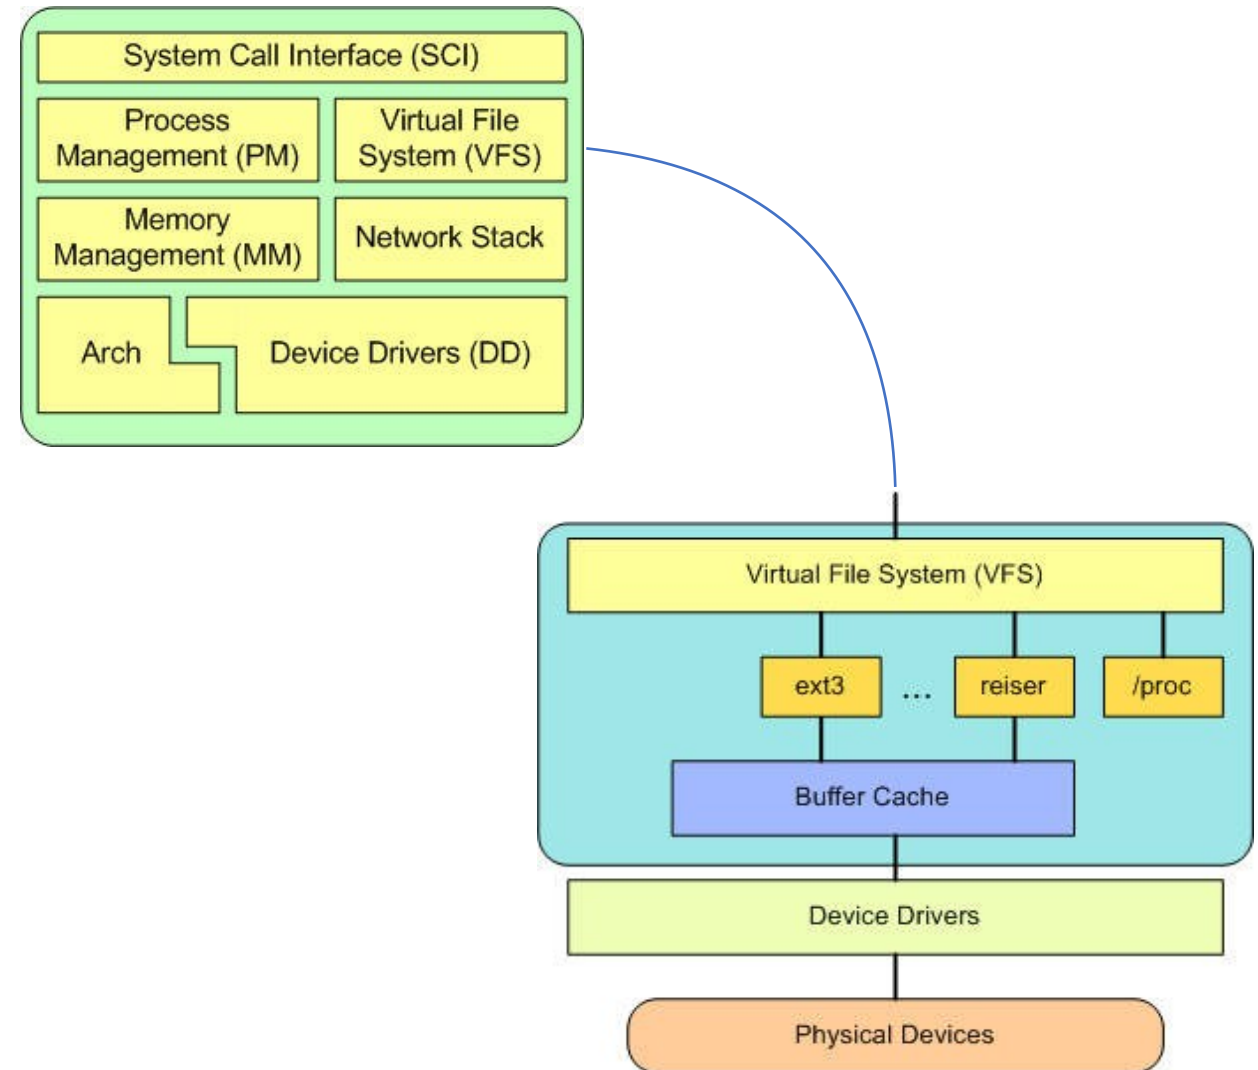 System Call Interface (SCI)
Process
Management (PM)
Virtual File
System (VFS)
Memory
Management (MM)
Network Stack
Arch
Device Drivers (DD)
Virtual File System (VFS)
ext3
...
reiser
/proc
Buffer Cache
Device Drivers
Physical Devices